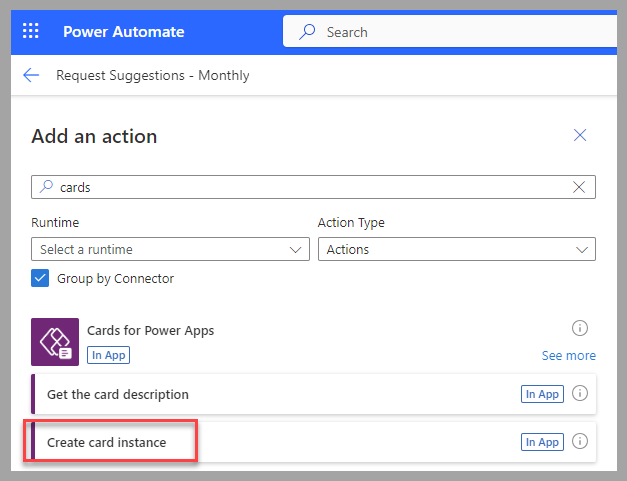 Power Automate
Search
Request Suggestions - Monthly
Add an action
cards
Runtime
Action Type
Select a runtime
Actions
Group by Connector
Cards for Power Apps
In App
See more
Get the card description
In App
Create card instance
In App